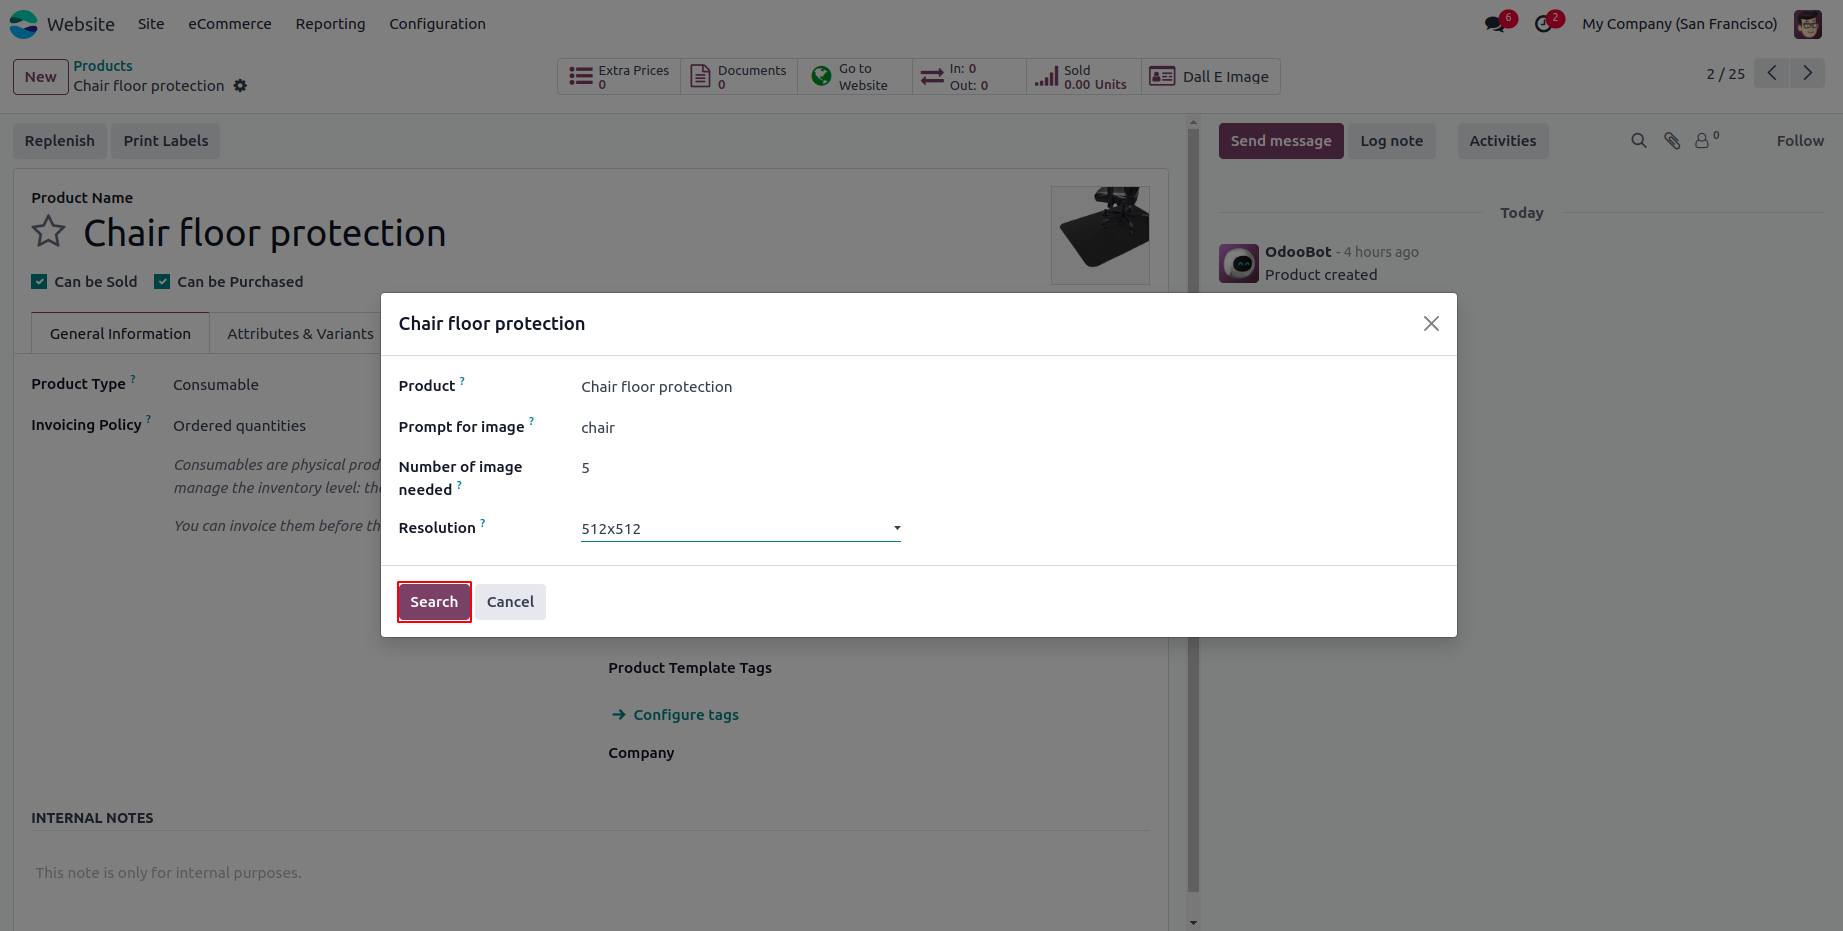 Website Site eCommerce Reporting Configuration 6 2 My Company (San Francisco)
New Products
Chair floor protection
Extra Prices
0
Documents
0
Go to
Website
In: 0
Out: 0
Sold
0.00 Units
Dall E Image
2 / 25
Replenish Print Labels
Send message Log note Activities 0 Follow
Product Name
Chair floor protection
Can be Sold Can be Purchased
General Information Attributes & Variants
Product Type ? Consumable
Invoicing Policy ? Ordered quantities
Consumables are physical prod
manage the inventory level: the
You can invoice them before th
Today
OdooBot - 4 hours ago
Product created
Chair floor protection
Product ? Chair floor protection
Prompt for image ? chair
Number of image
needed ? 5
Resolution ? 512x512
Search Cancel
Product Template Tags
Configure tags
Company
INTERNAL NOTES
This note is only for internal purposes.